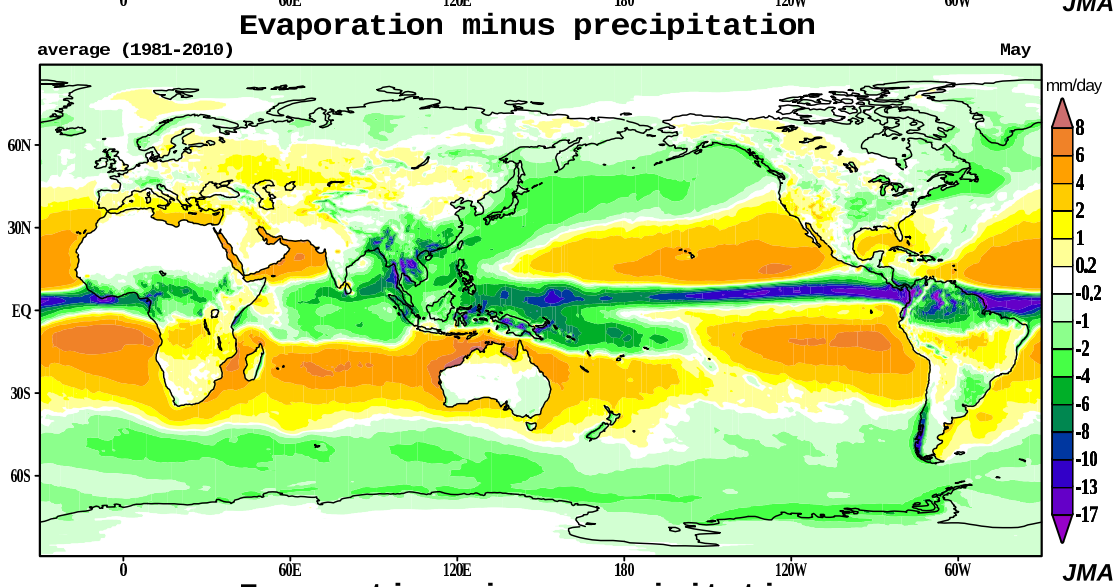 0 60E 120E 180 120W 60W JMA
Evaporation minus precipitation
average (1981-2010) May
mm/day
8
6
60N
4
2
30N
1
0.2
-0.2
EQ
-1
-2
-4
30S
-6
-8
-10
60S
-13
-17
0 60E 120E 180 120W 60W
JMA